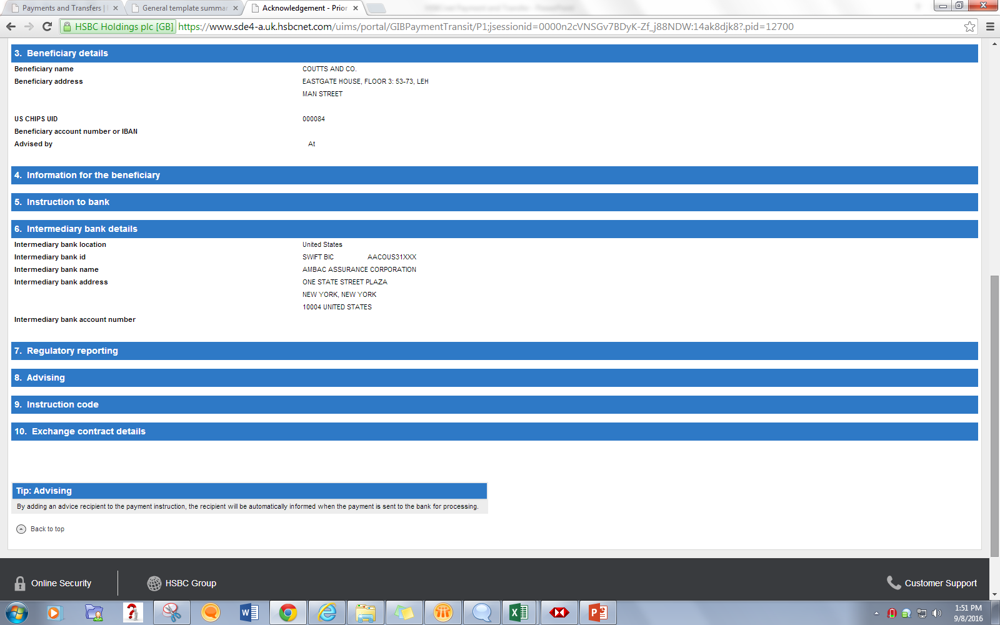 Payments and Transfers |
General template summar
Acknowledgement - Prior
HSBC Holdings plc [GB] https://www.sde4-a.uk.hsbcnet.com/uims/portal/GIBPaymentTransit/P1;jsessionid=0000n2cVNSGv7BDyK-Zf_j88NDW:14ak8djk8?.pid=12700
3. Beneficiary details
Beneficiary name COUTTS AND CO.
Beneficiary address EASTGATE HOUSE, FLOOR 3: 53-73, LEH
MAN STREET
US CHIPS UID 000084
Beneficiary account number or IBAN
Advised by At
4. Information for the beneficiary
5. Instruction to bank
6. Intermediary bank details
Intermediary bank location United States
Intermediary bank id SWIFT BIC AACOUS31XXX
Intermediary bank name AMBAC ASSURANCE CORPORATION
Intermediary bank address ONE STATE STREET PLAZA
NEW YORK, NEW YORK
10004 UNITED STATES
Intermediary bank account number
7. Regulatory reporting
8. Advising
9. Instruction code
10. Exchange contract details
Tip: Advising
By adding an advice recipient to the payment instruction, the recipient will be automatically informed when the payment is sent to the bank for processing.
Back to top
Online Security
HSBC Group
Customer Support
1:51 PM
9/8/2016